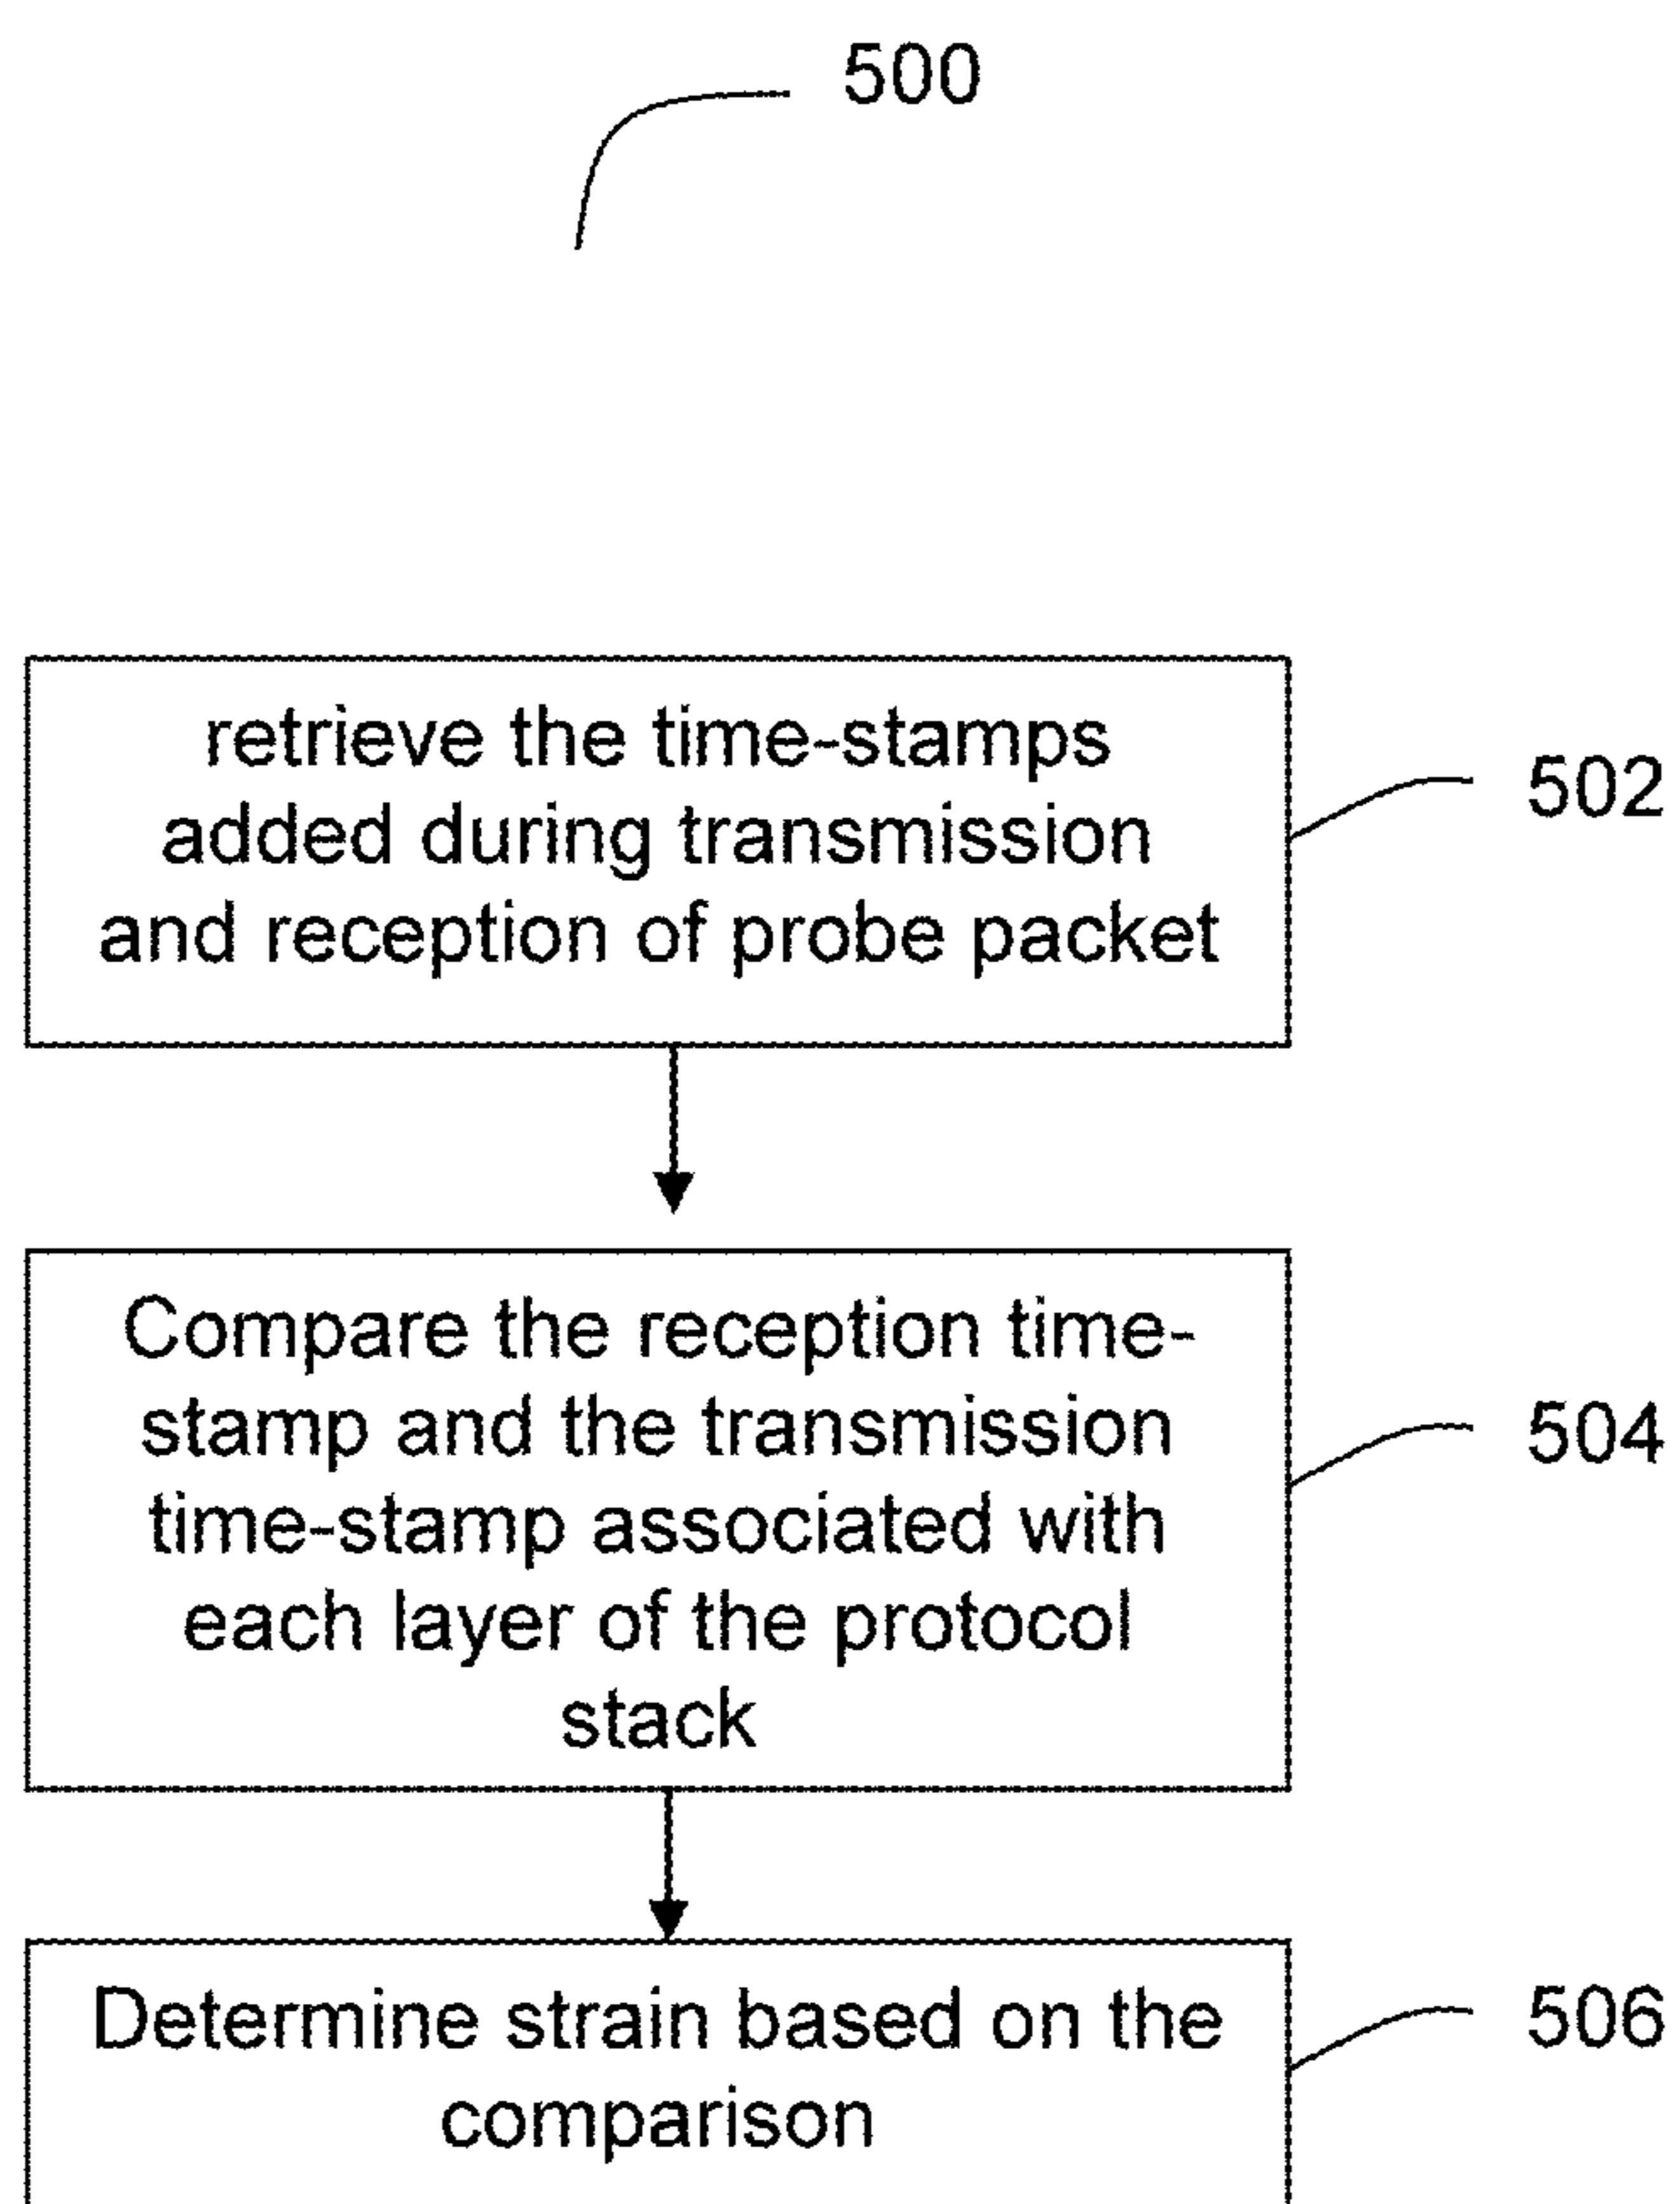 500
retrieve the time-stamps
added during transmission
and reception of probe packet
502
Compare the reception time-
stamp and the transmission
time-stamp associated with
each layer of the protocol
stack
504
Determine strain based on the
comparison
506